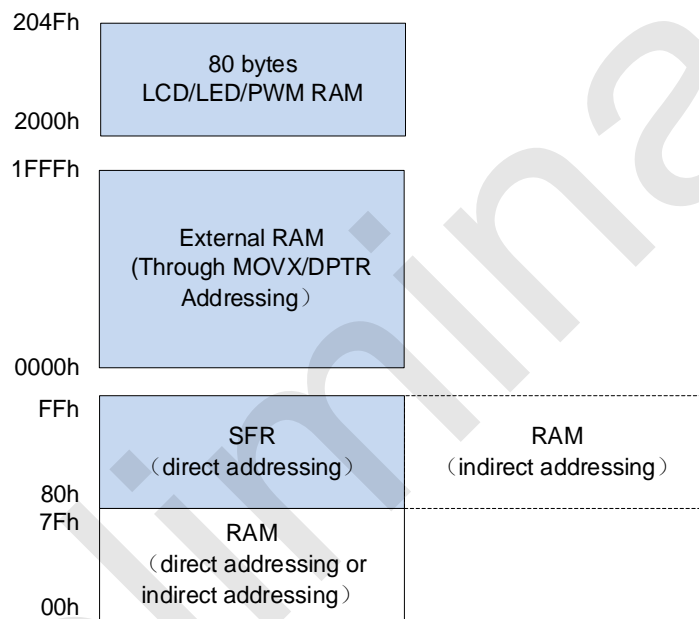 204Fh
80 bytes
LCD/LED/PWM RAM
2000h
1FFFh
External RAM
(Through MOVX/DPTR
Addressing）
0000h
FFh
SFR
（direct addressing）
RAM
（indirect addressing）
80h
7Fh
RAM
（direct addressing or
indirect addressing）
00h